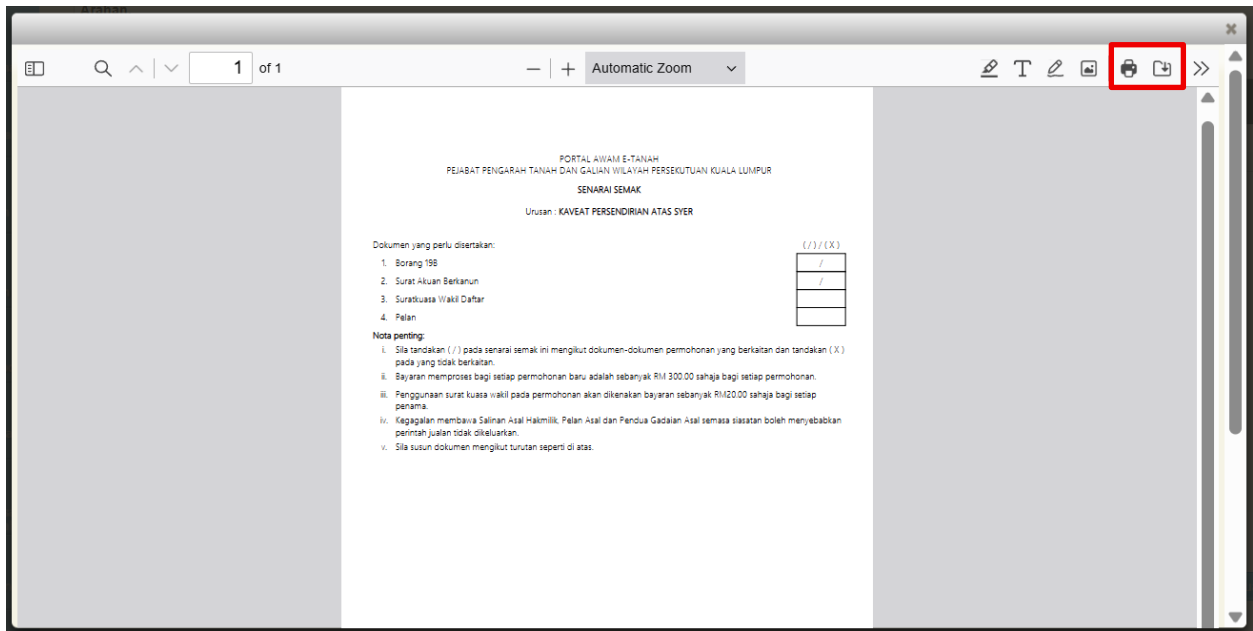 Arahan
1 of 1
Automatic Zoom
PORTAL AWAM E-TANAH
PEJABAT PENGARAH TANAH DAN GALIAN WILAYAH PERSEKUTUAN KUALA LUMPUR
SENARAI SEMAK
Urusan : KAVEAT PERSENDIRIAN ATAS SYER
Dokumen yang perlu disertakan: (/)/(X)
1. Borang 19B /
2. Surat Akuan Berkanun /
3. Suratkuasa Wakil Daftar
4. Pelan
Nota penting:
i. Sila tandakan ( / ) pada senarai semak ini mengikut dokumen-dokumen permohonan yang berkaitan dan tandakan ( X )
pada yang tidak berkaitan.
ii. Bayaran memproses bagi setiap permohonan baru adalah sebanyak RM 300.00 sahaja bagi setiap permohonan.
iii. Penggunaan surat kuasa wakil pada permohonan akan dikenakan bayaran sebanyak RM20.00 sahaja bagi setiap
penama.
iv. Kegagalan membawa Salinan Asal Hakmilik, Pelan Asal dan Pendua Gadaian Asal semasa siasatan boleh menyebabkan
perintah jualan tidak dikeluarkan.
v. Sila susun dokumen mengikut turutan seperti di atas.